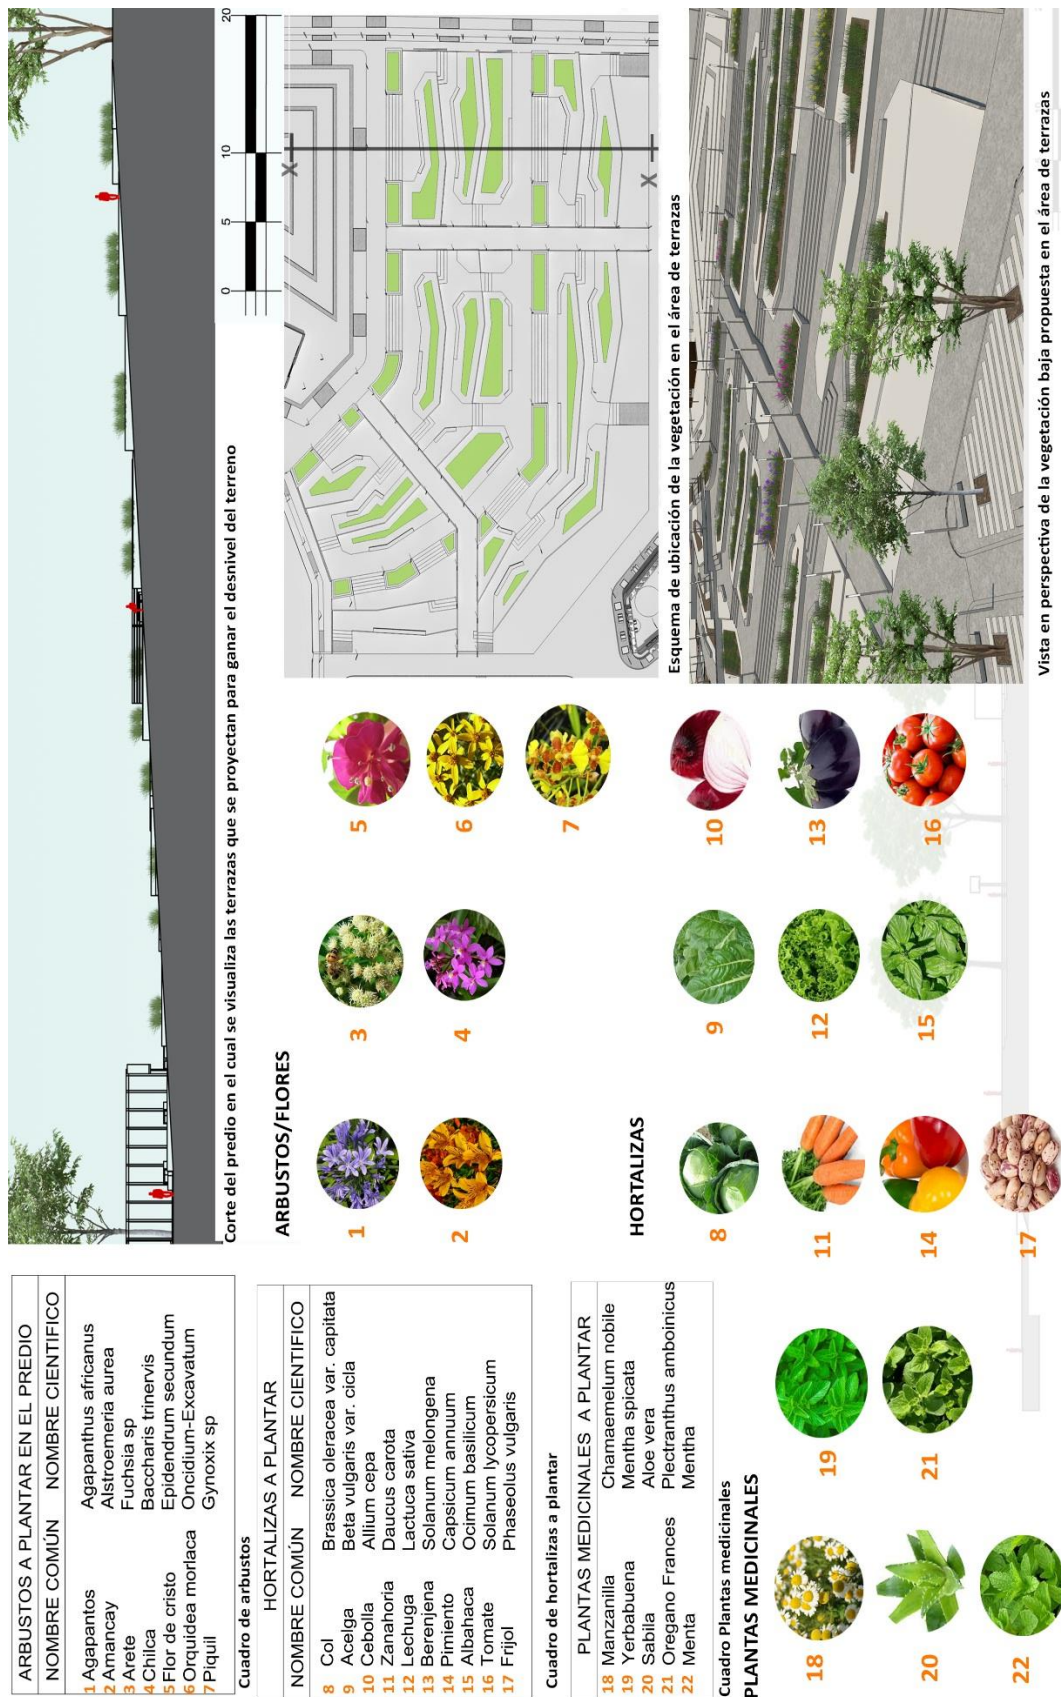 ARBUSTOS A PLANTAR EN EL PREDIO
NOMBRE COMÚN NOMBRE CIENTIFICO
1 Agapantos Agapanthus africanus
2 Amancay Alstroemeria aurea
3 Arete Fuchsia sp
4 Chilca Baccharis trinervis
5 Flor de cristo Epidendrum secundum
6 Orquidea morlaca Oncidium-Excavatum
7 Piquil Gynoxix sp
Cuadro de arbustos
HORTALIZAS A PLANTAR
NOMBRE COMÚN NOMBRE CIENTIFICO
8 Col Brassica oleracea var. capitata
9 Acelga Beta vulgaris var. cicla
10 Cebolla Allium cepa
11 Zanahoria Daucus carota
12 Lechuga Lactuca sativa
13 Berenjena Solanum melongena
14 Pimiento Capsicum annuum
15 Albahaca Ocimum basilicum
16 Tomate Solanum lycopersicum
17 Frijol Phaseolus vulgaris
Cuadro de hortalizas a plantar
PLANTAS MEDICINALES A PLANTAR
18 Manzanilla Chamaemelum nobile
19 Yerbabuena Mentha spicata
20 Sabila Aloe vera
21 Oregano Frances Plectranthus amboinicus
22 Menta Mentha
Cuadro Plantas medicinales
PLANTAS MEDICINALES
18
19
20
21
22
Corte del predio en el cual se visualiza las terrazas que se proyectan para ganar el desnivel del terreno
0 5 10 20
ARBUSTOS/FLORES
1
3
5
2
4
6
7
HORTALIZAS
8
9
10
11
12
13
14
15
16
17
X
X
Esquema de ubicación de la vegetación en el área de terrazas
Vista en perspectiva de la vegetación baja propuesta en el área de terrazas